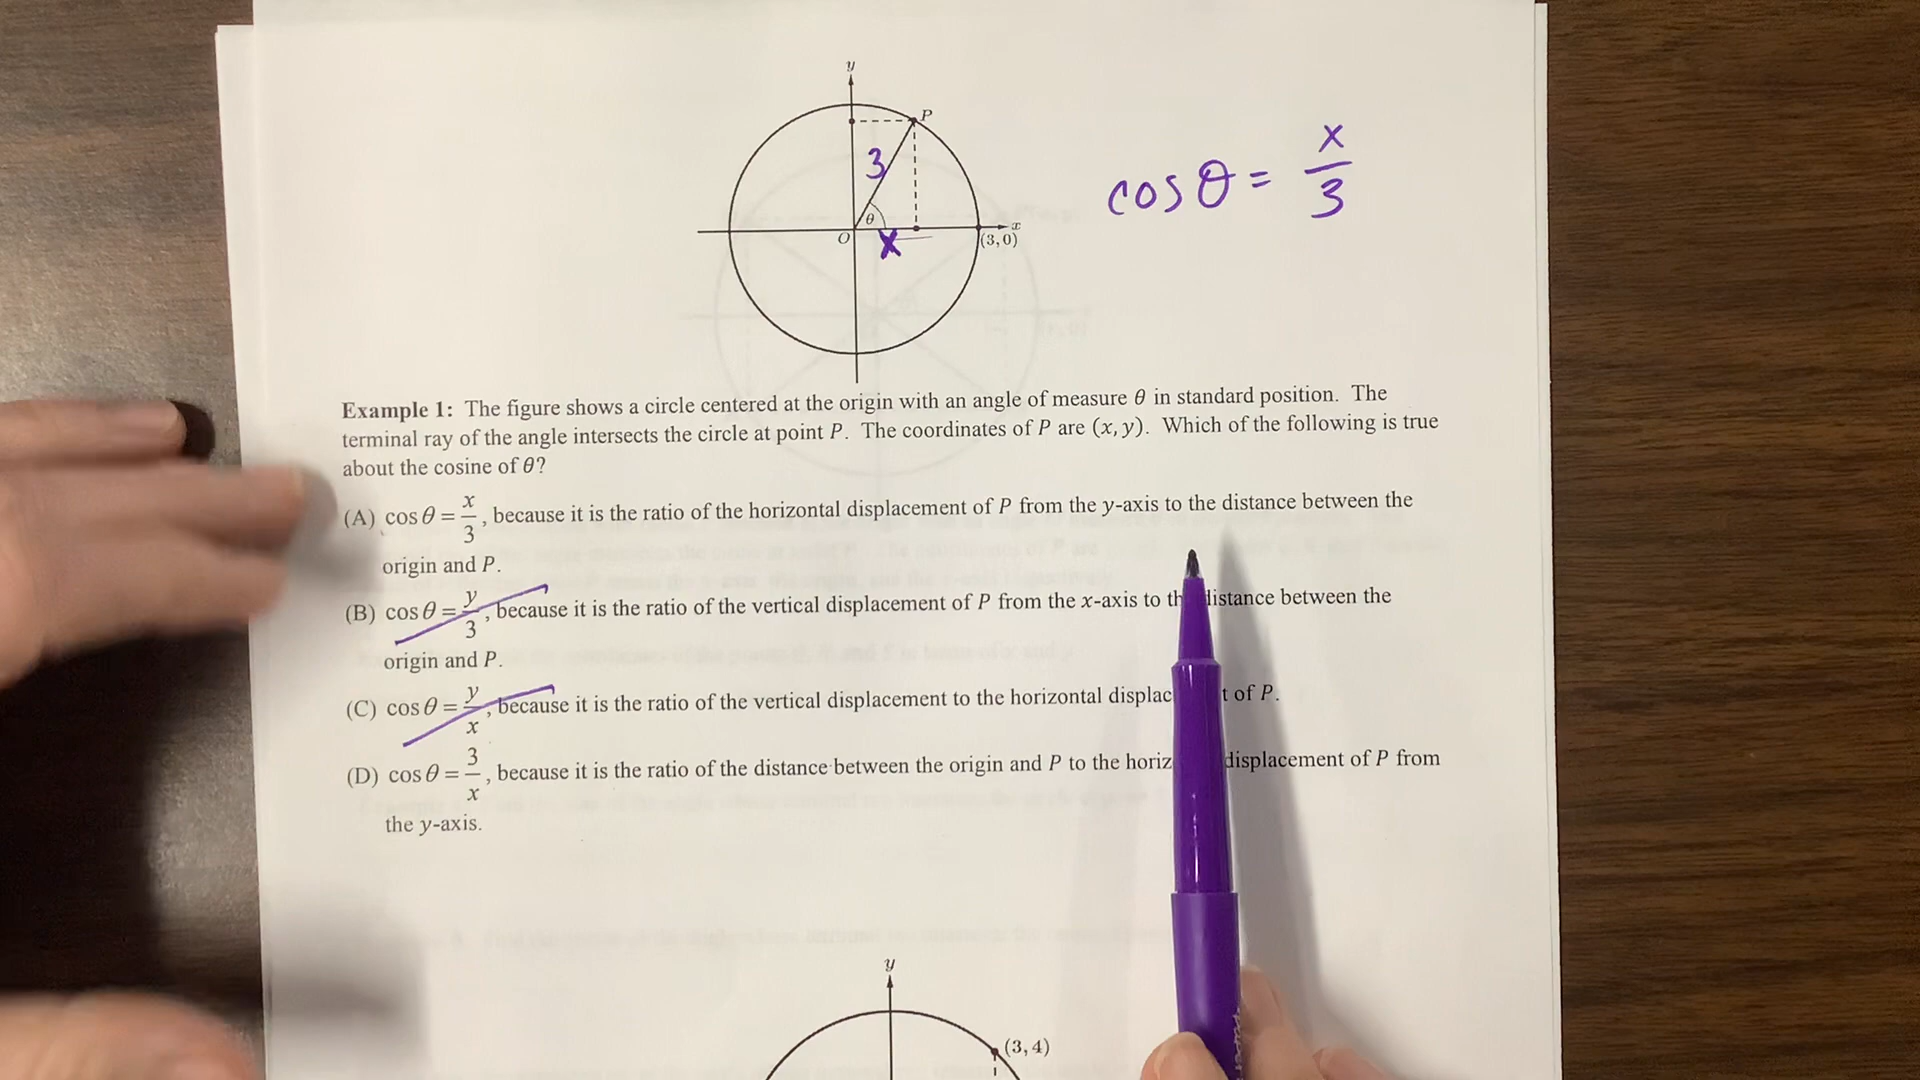 y
P
3
θ
O
x
x
(3, 0)
cos θ = x/3
Example 1: The figure shows a circle centered at the origin with an angle of measure θ in standard position. The
terminal ray of the angle intersects the circle at point P. The coordinates of P are (x, y). Which of the following is true
about the cosine of θ?
(A) cos θ = x/3, because it is the ratio of the horizontal displacement of P from the y-axis to the distance between the
origin and P.
(B) cos θ = y/3, because it is the ratio of the vertical displacement of P from the x-axis to th distance between the
origin and P.
(C) cos θ = y/x, because it is the ratio of the vertical displacement to the horizontal displac t of P.
(D) cos θ = 3/x, because it is the ratio of the distance between the origin and P to the horiz displacement of P from
the y-axis.
y
(3, 4)